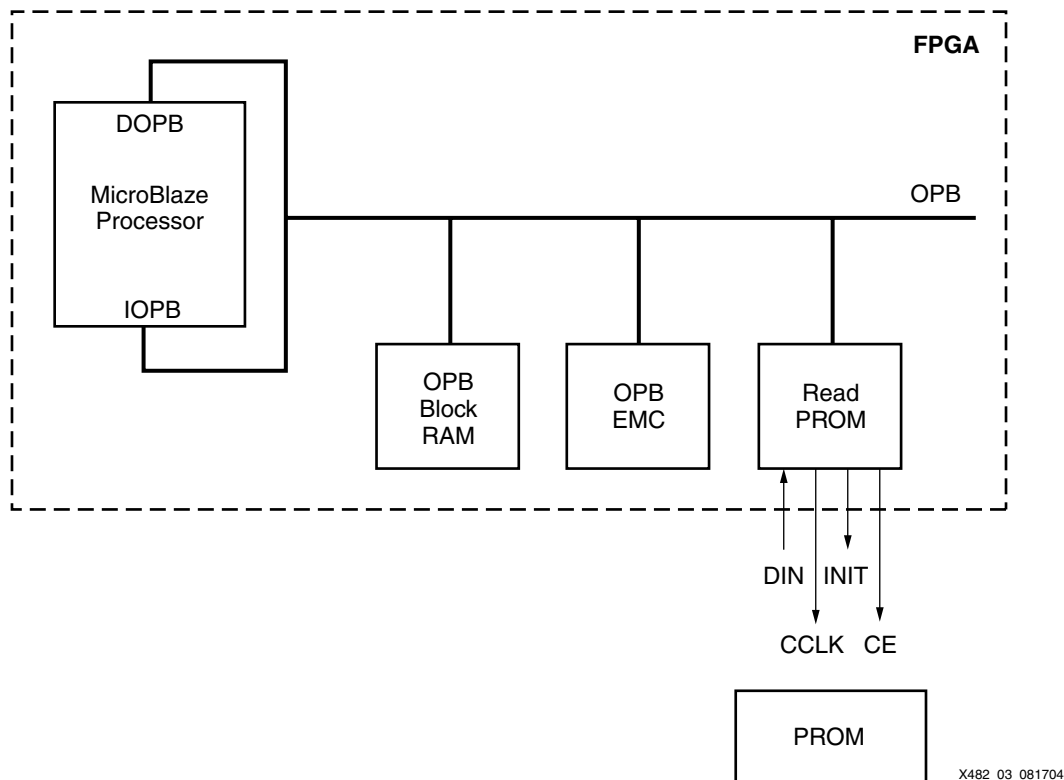 FPGA
DOPB
MicroBlaze
Processor
OPB
IOPB
OPB
Block
RAM
OPB
EMC
Read
PROM
DIN
INIT
CCLK
CE
PROM
X482_03_081704